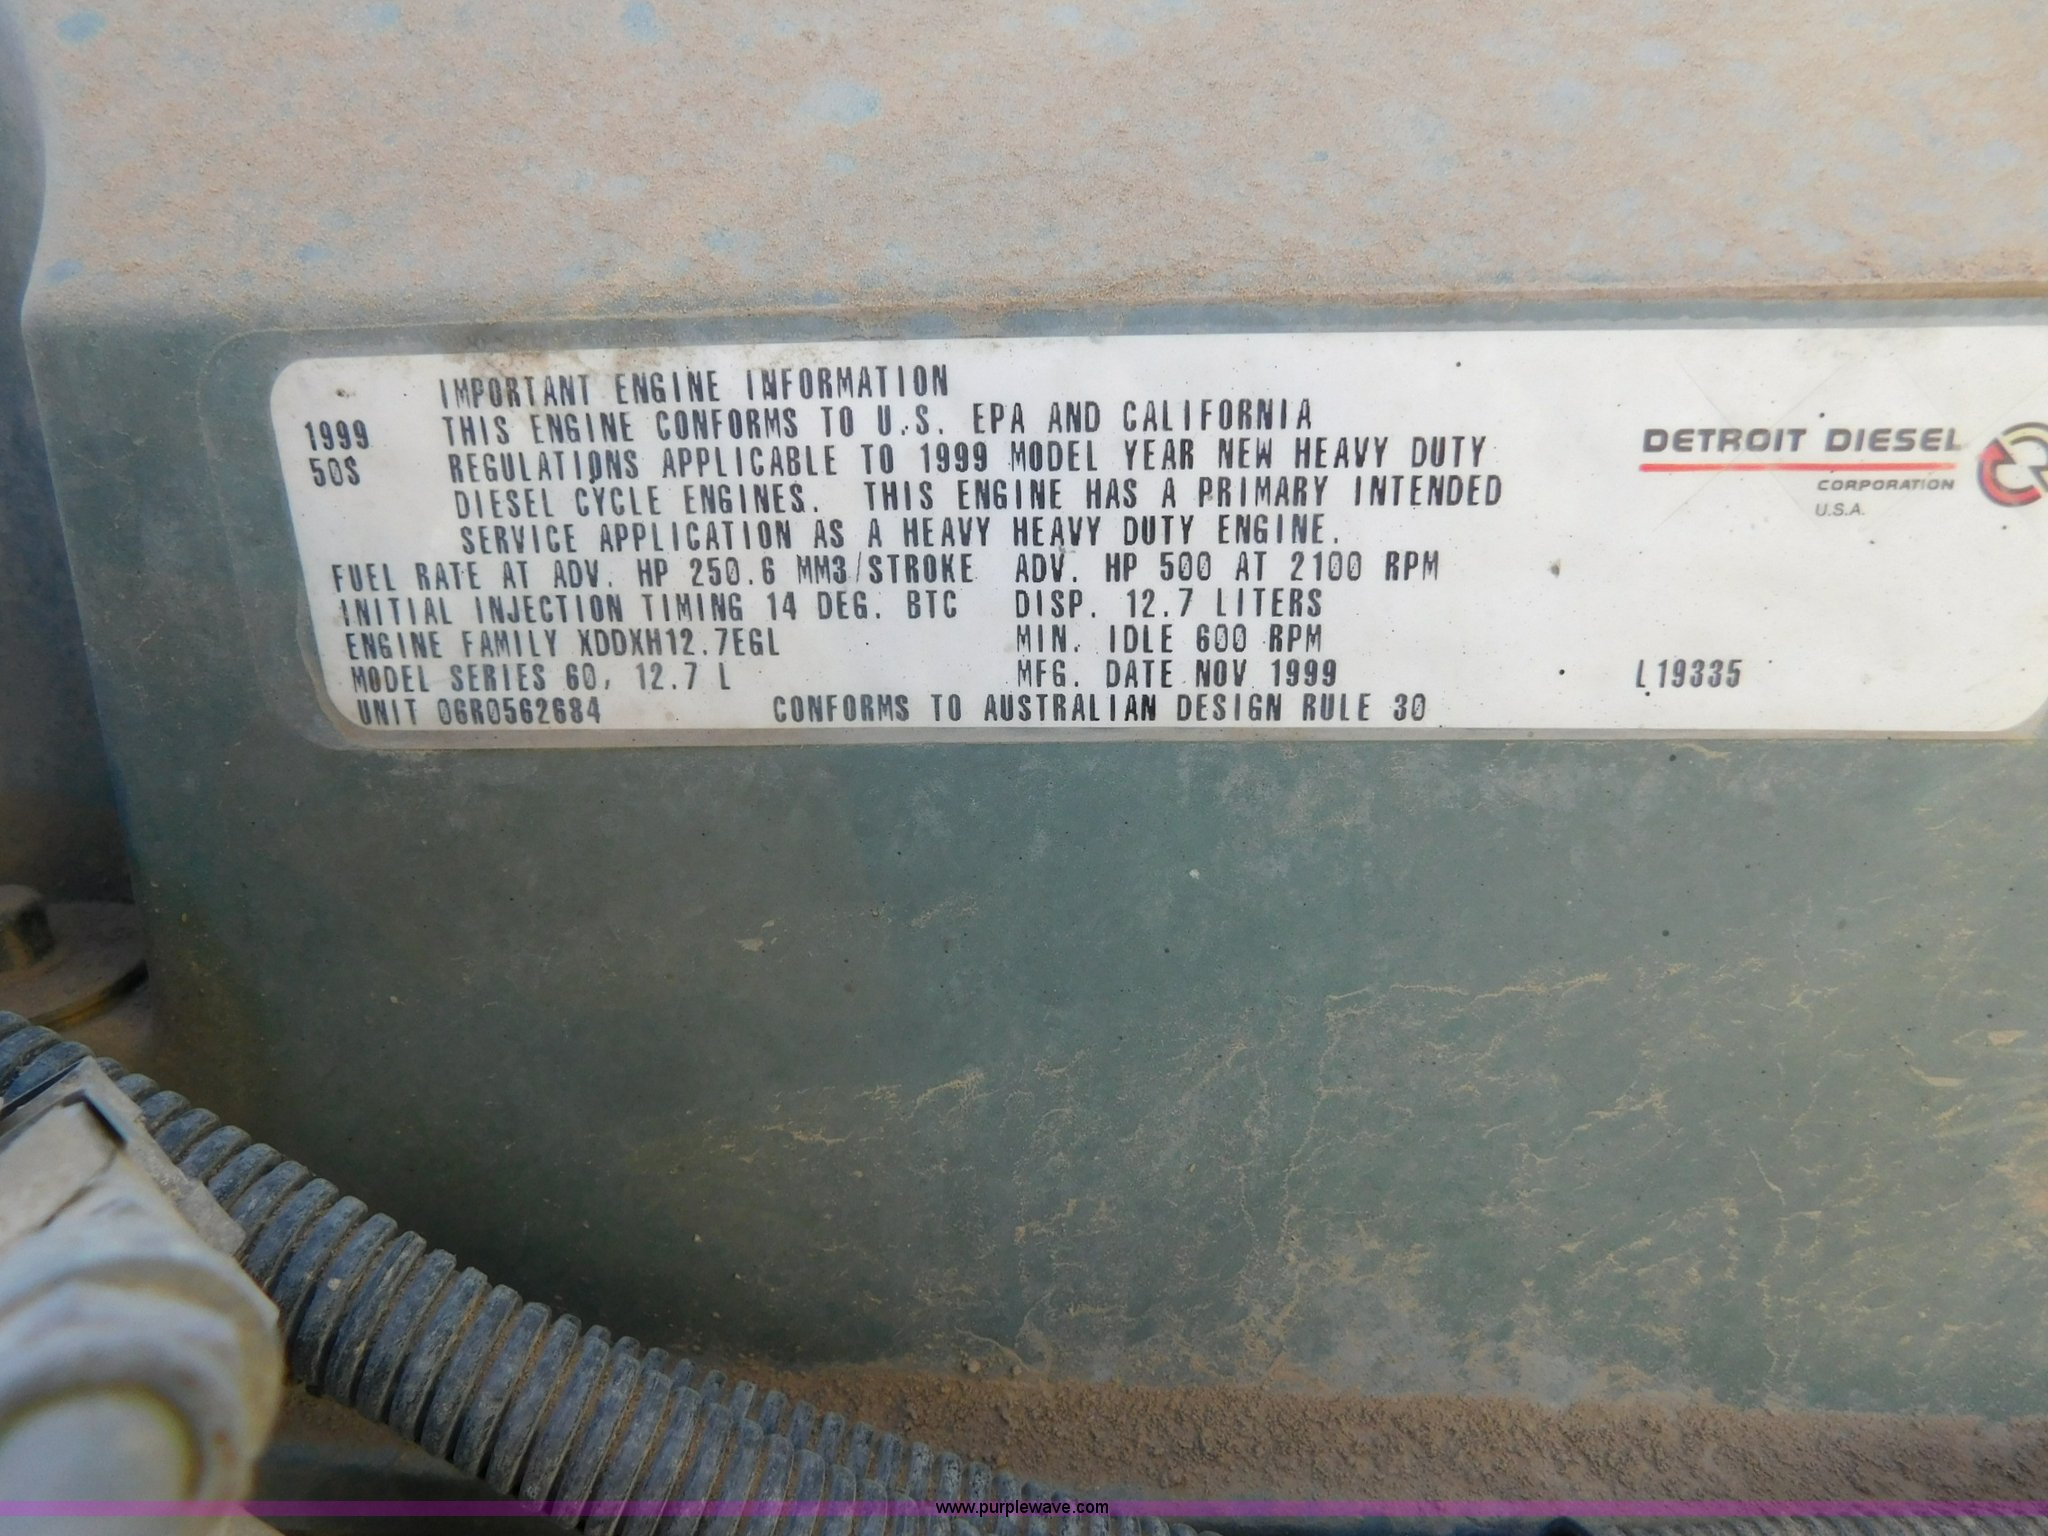 IMPORTANT ENGINE INFORMATION
1999 THIS ENGINE CONFORMS TO U.S. EPA AND CALIFORNIA
50S REGULATIONS APPLICABLE TO 1999 MODEL YEAR NEW HEAVY DUTY
DIESEL CYCLE ENGINES. THIS ENGINE HAS A PRIMARY INTENDED
SERVICE APPLICATION AS A HEAVY HEAVY DUTY ENGINE.
FUEL RATE AT ADV. HP 250.6 MM3/STROKE ADV. HP 500 AT 2100 RPM
INITIAL INJECTION TIMING 14 DEG. BTC DISP. 12.7 LITERS
ENGINE FAMILY XDDXH12.7EGL MIN. IDLE 600 RPM
MODEL SERIES 60, 12.7 L MFG. DATE NOV 1999
UNIT 06R0562684 CONFORMS TO AUSTRALIAN DESIGN RULE 30
DETROIT DIESEL
CORPORATION
U.S.A.
L19335
www.purplewave.com